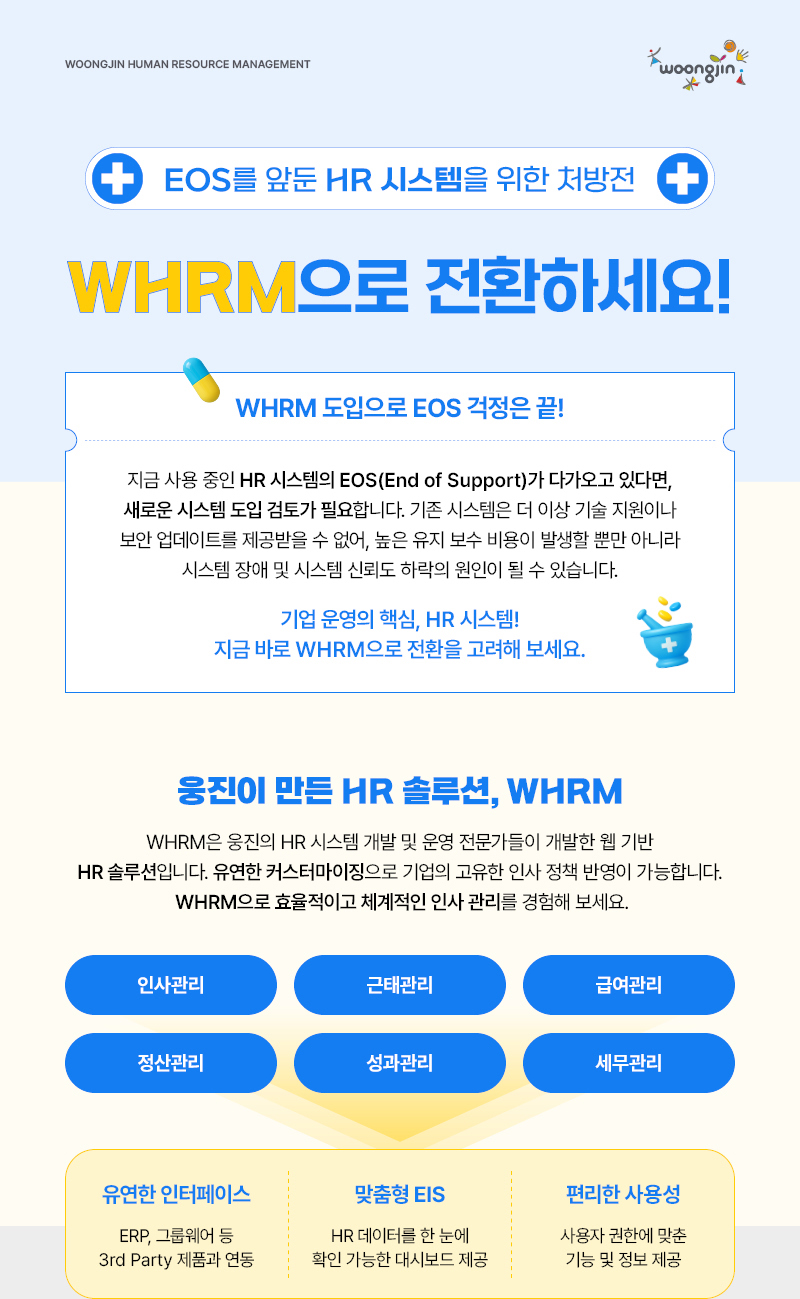 WOONGJIN HUMAN RESOURCE MANAGEMENT
woongjin
EOS를 앞둔 HR 시스템을 위한 처방전
WHRM으로 전환하세요!
WHRM 도입으로 EOS 걱정은 끝!
지금 사용 중인 HR 시스템의 EOS(End of Support)가 다가오고 있다면,
새로운 시스템 도입 검토가 필요합니다. 기존 시스템은 더 이상 기술 지원이나
보안 업데이트를 제공받을 수 없어, 높은 유지 보수 비용이 발생할 뿐만 아니라
시스템 장애 및 시스템 신뢰도 하락의 원인이 될 수 있습니다.
기업 운영의 핵심, HR 시스템!
지금 바로 WHRM으로 전환을 고려해 보세요.
웅진이 만든 HR 솔루션, WHRM
WHRM은 웅진의 HR 시스템 개발 및 운영 전문가들이 개발한 웹 기반
HR 솔루션입니다. 유연한 커스터마이징으로 기업의 고유한 인사 정책 반영이 가능합니다.
WHRM으로 효율적이고 체계적인 인사 관리를 경험해 보세요.
인사관리
근태관리
급여관리
정산관리
성과관리
세무관리
유연한 인터페이스
ERP, 그룹웨어 등
3rd Party 제품과 연동
맞춤형 EIS
HR 데이터를 한 눈에
확인 가능한 대시보드 제공
편리한 사용성
사용자 권한에 맞춘
기능 및 정보 제공